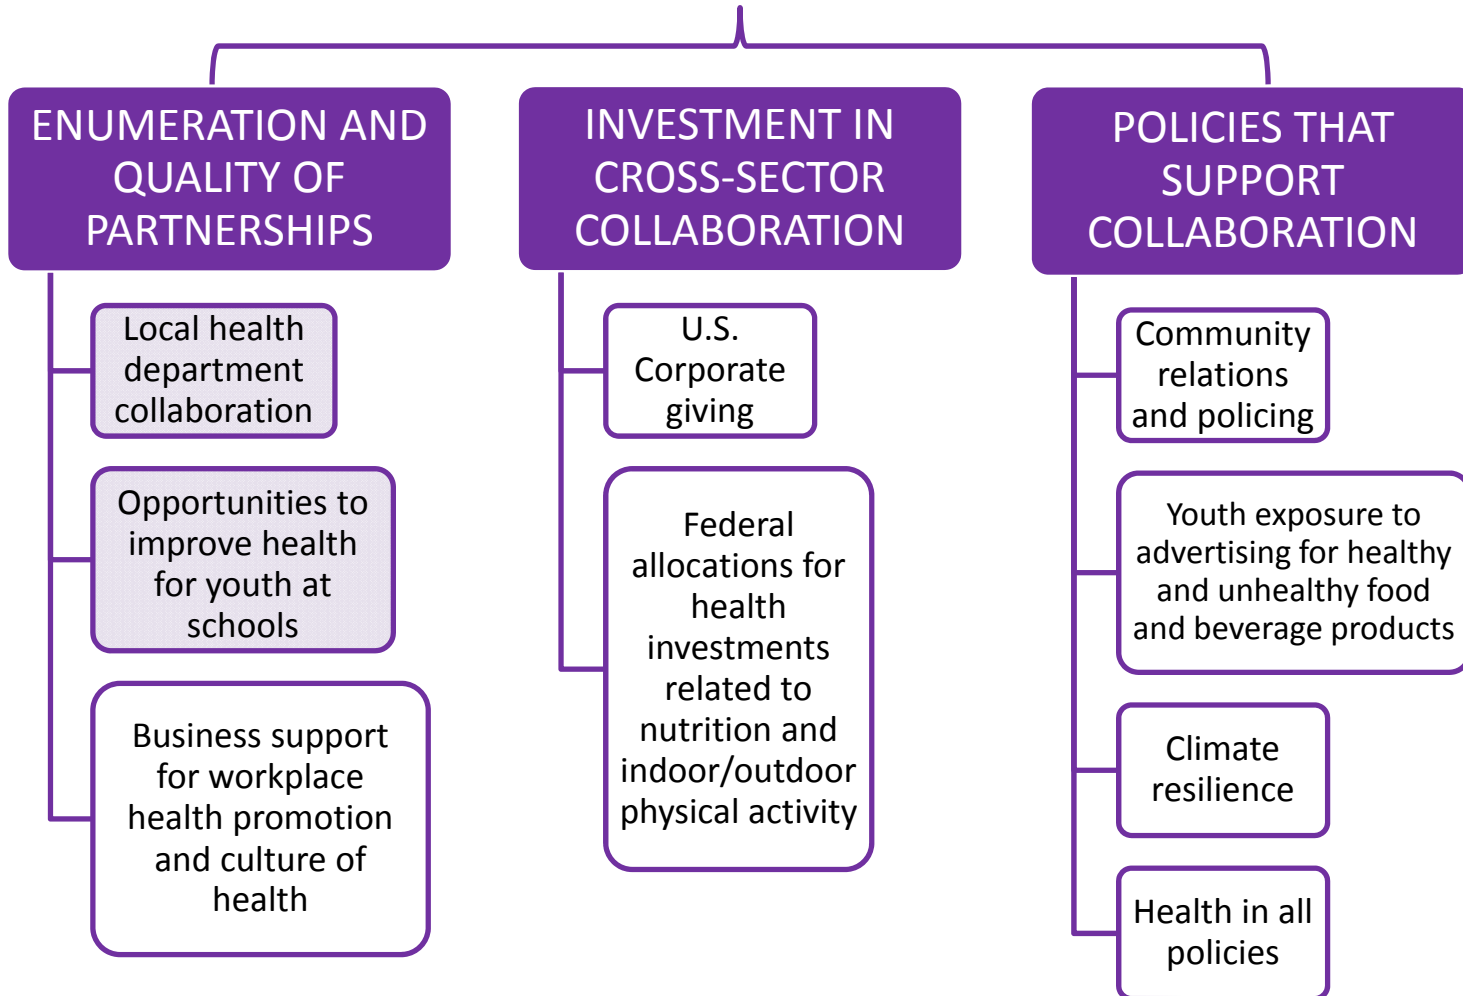 ENUMERATION AND
QUALITY OF
PARTNERSHIPS
Local health
department
collaboration
Opportunities to
improve health
for youth at
schools
Business support
for workplace
health promotion
and culture of
health
INVESTMENT IN
CROSS-SECTOR
COLLABORATION
U.S.
Corporate
giving
Federal
allocations for
health
investments
related to
nutrition and
indoor/outdoor
physical activity
POLICIES THAT
SUPPORT
COLLABORATION
Community
relations
and policing
Youth exposure to
advertising for healthy
and unhealthy food
and beverage products
Climate
resilience
Health in all
policies